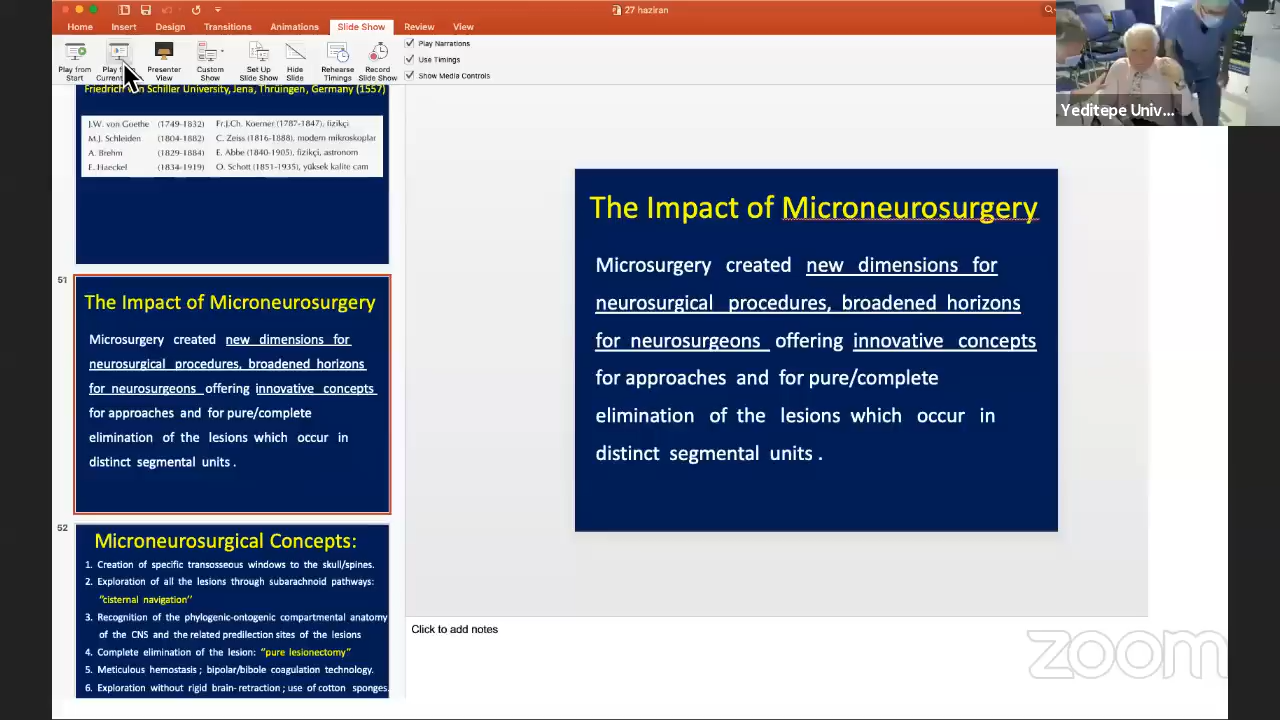 27 haziran
Home Insert Design Transitions Animations Slide Show Review View
Play from Start
Play from Current
Presenter View
Custom Show
Set Up Slide Show
Hide Slide
Rehearse Timings
Record Slide Show
Play Narrations
Use Timings
Show Media Controls
Yeditepe Univ...
Friedrich von Schiller University, Jena, Thrüingen, Germany (1557)
J.W. von Goethe (1749-1832) Fr.J.Ch. Koerner (1787-1847), fizikçi
M.J. Schleiden (1804-1882) C. Zeiss (1816-1888), modern mikroskoplar
A. Brehm (1829-1884) E. Abbe (1840-1905), fizikçi, astronom
E. Haeckel (1834-1919) O. Schott (1851-1935), yüksek kalite cam
51
The Impact of Microneurosurgery
Microsurgery created new dimensions for
neurosurgical procedures, broadened horizons
for neurosurgeons offering innovative concepts
for approaches and for pure/complete
elimination of the lesions which occur in
distinct segmental units .
52
Microneurosurgical Concepts:
1. Creation of specific transosseous windows to the skull/spines.
2. Exploration of all the lesions through subarachnoid pathways:
"cisternal navigation''
3. Recognition of the phylogenic-ontogenic compartmental anatomy
of the CNS and the related predilection sites of the lesions
4. Complete elimination of the lesion: "pure lesionectomy"
5. Meticulous hemostasis ; bipolar/bibole coagulation technology.
6. Exploration without rigid brain- retraction ; use of cotton sponges.
The Impact of Microneurosurgery
Microsurgery created new dimensions for
neurosurgical procedures, broadened horizons
for neurosurgeons offering innovative concepts
for approaches and for pure/complete
elimination of the lesions which occur in
distinct segmental units .
Click to add notes
zoom